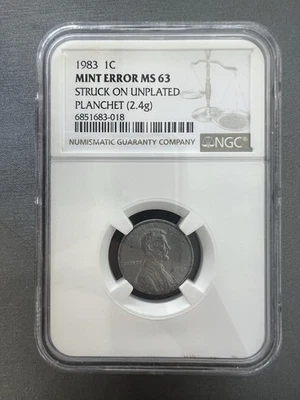 1983 1C
MINT ERROR MS 63
STRUCK ON UNPLATED
PLANCHET (2.4g)
6851683-018
NUMISMATIC GUARANTY COMPANY
NGC